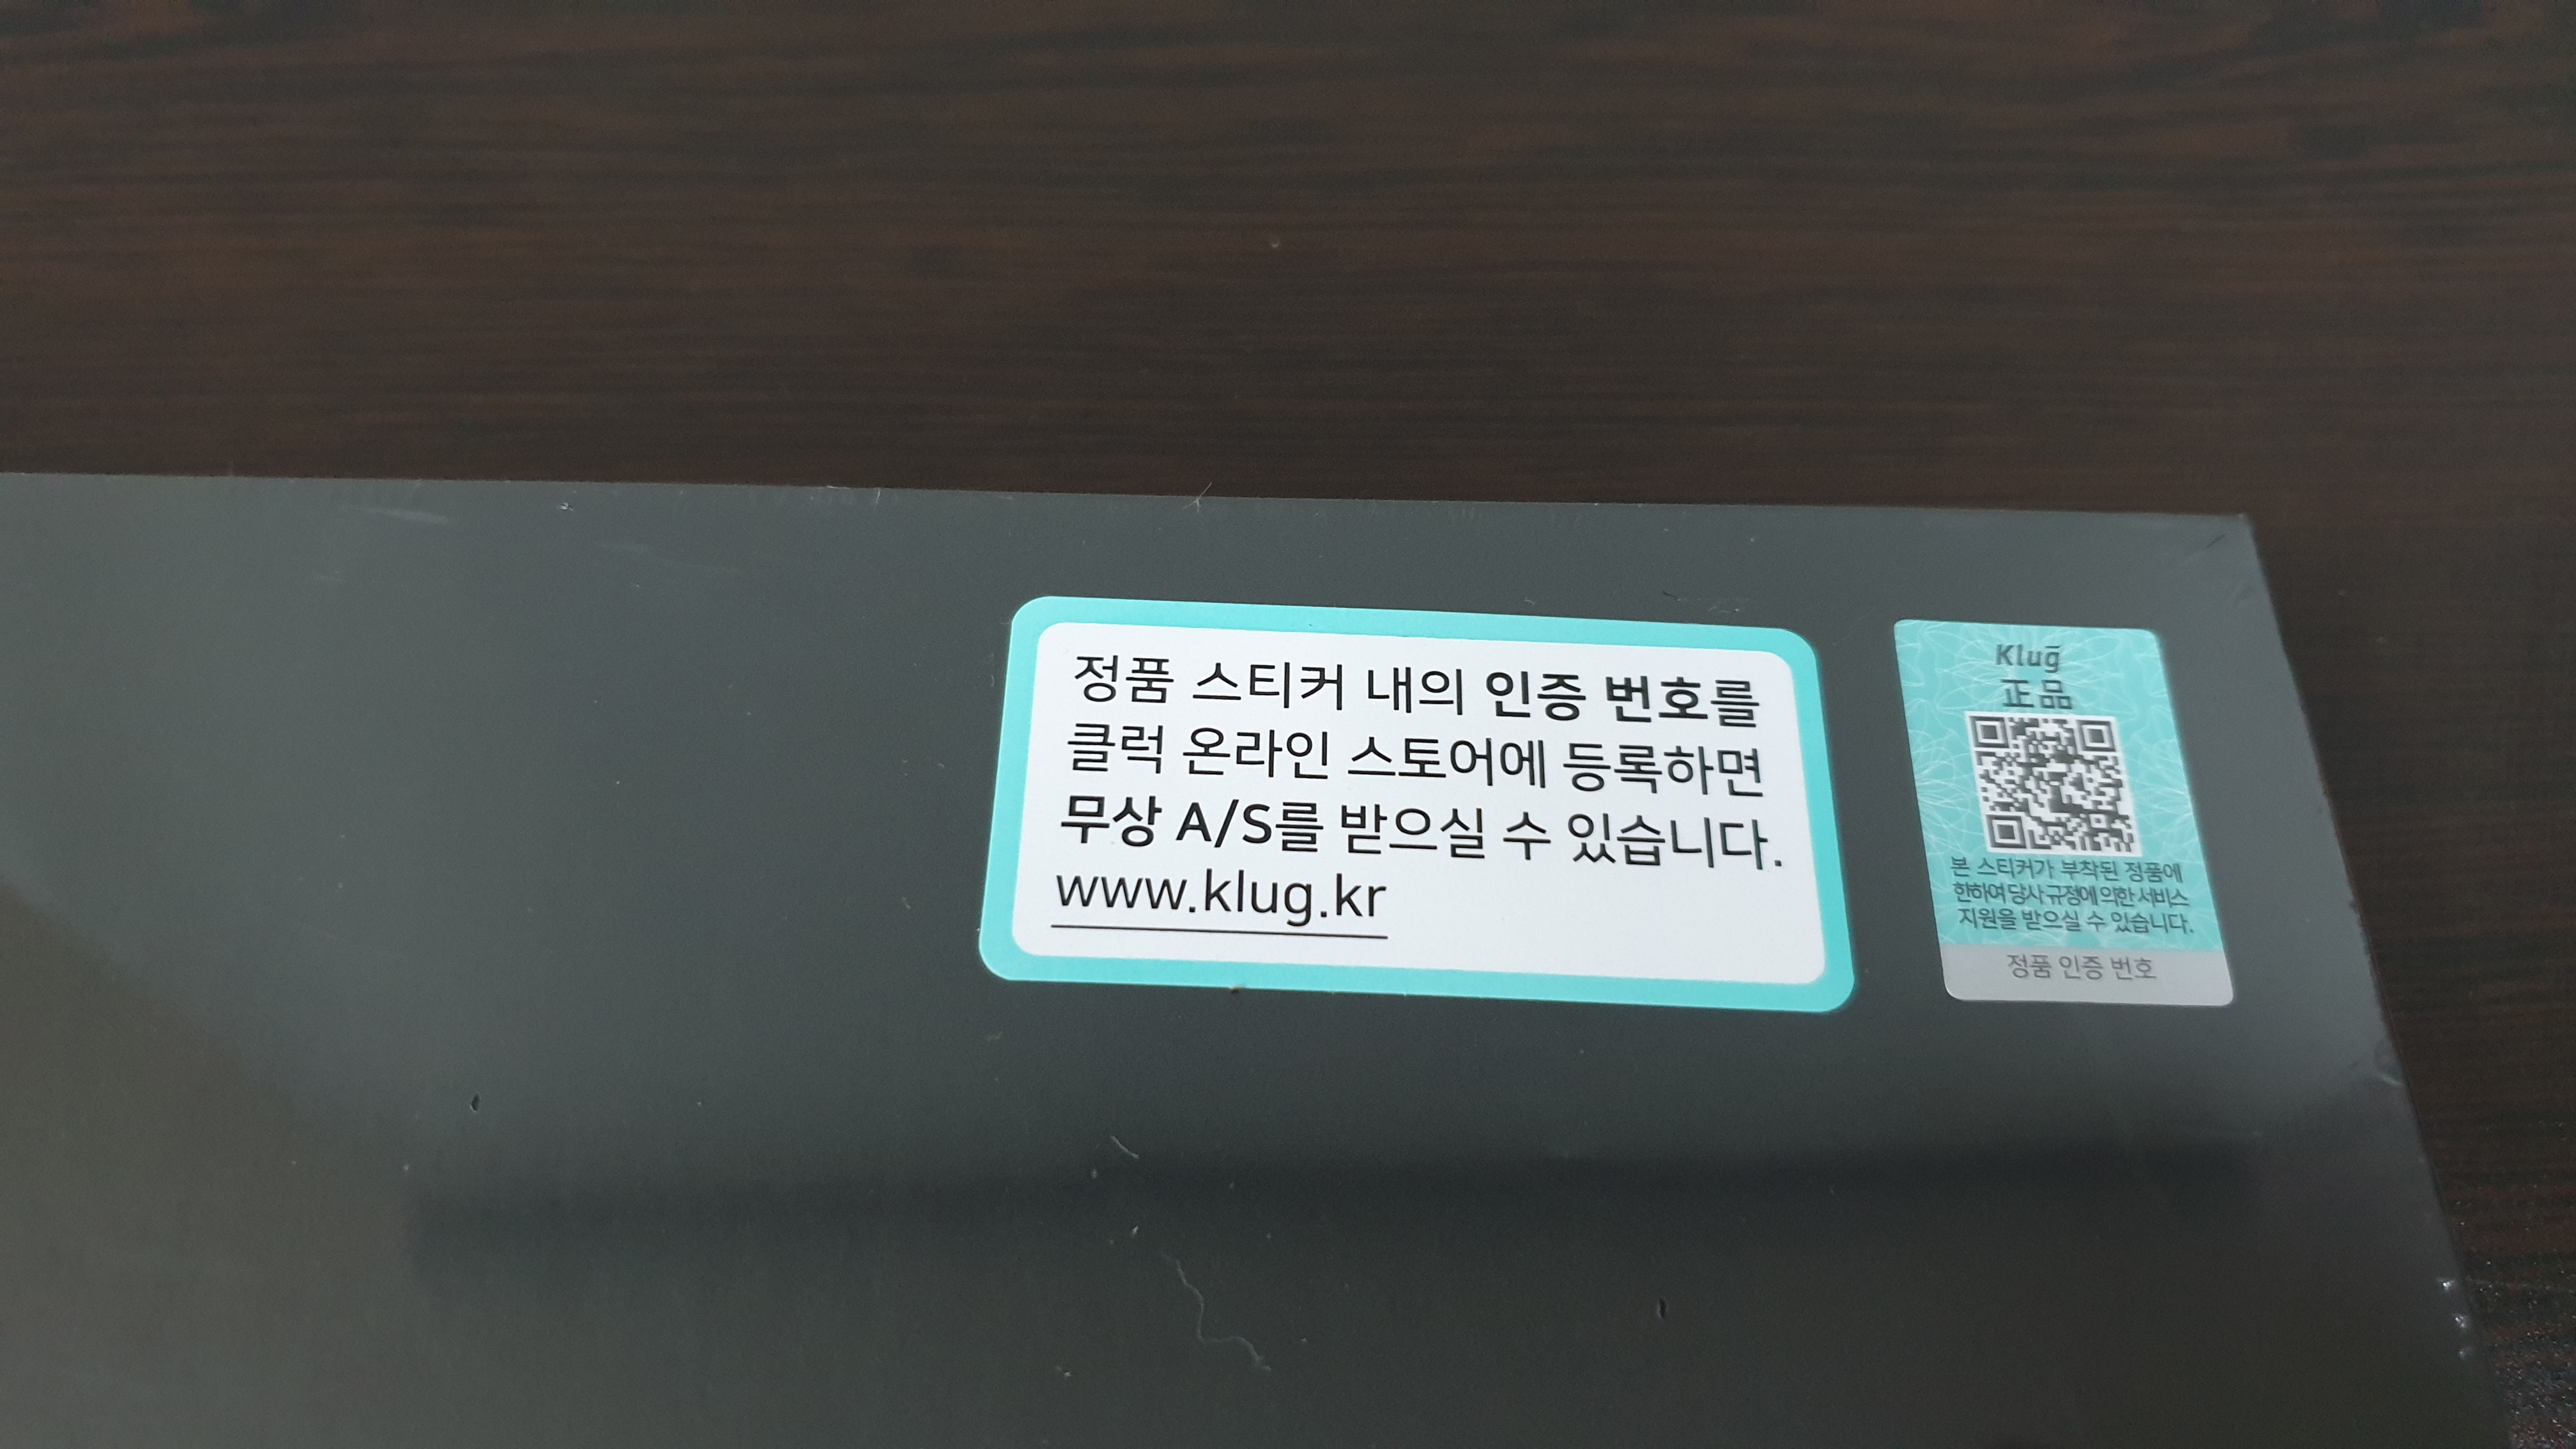 정품 스티커 내의 인증 번호를
클럭 온라인 스토어에 등록하면
무상 A/S를 받으실 수 있습니다.
www.klug.kr
Klug
正品
본 스티커가 부착된 정품에
한하여 당사 규정에 의한 서비스
지원을 받으실 수 있습니다.
정품 인증 번호